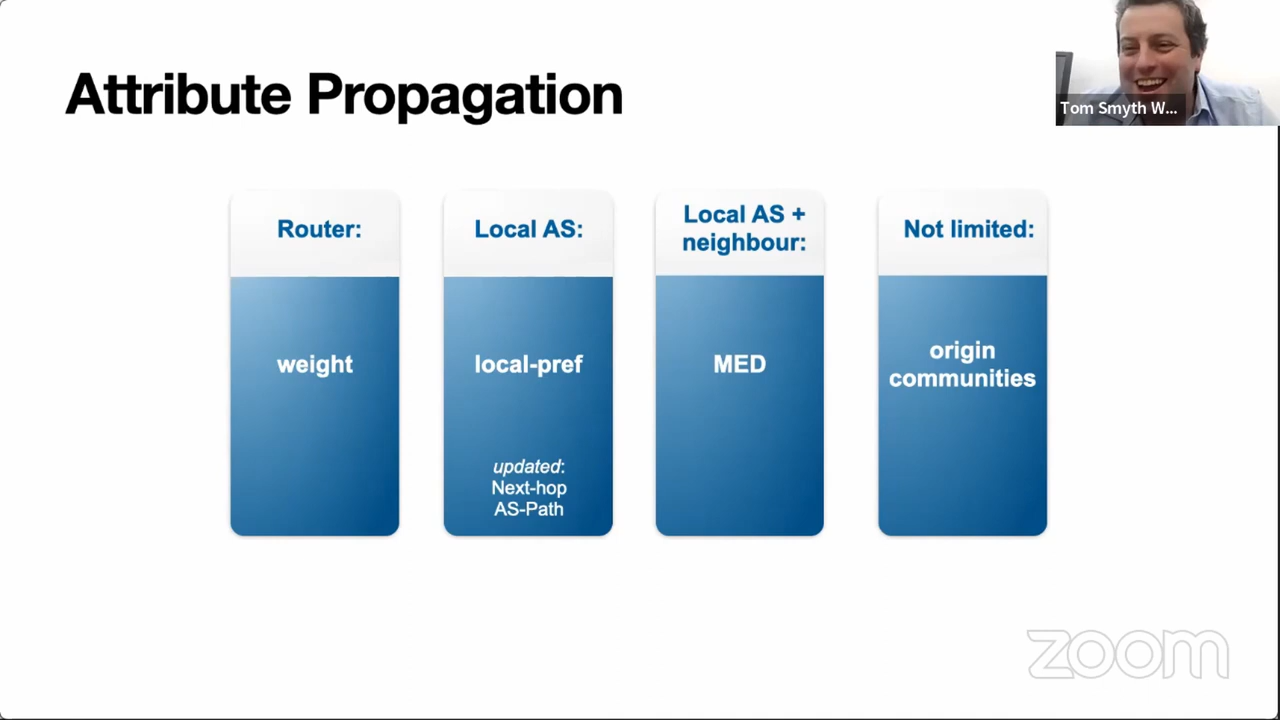 Attribute Propagation
Tom Smyth W...
Router:
weight
Local AS:
local-pref
updated:
Next-hop
AS-Path
Local AS +
neighbour:
MED
Not limited:
origin
communities
zoom